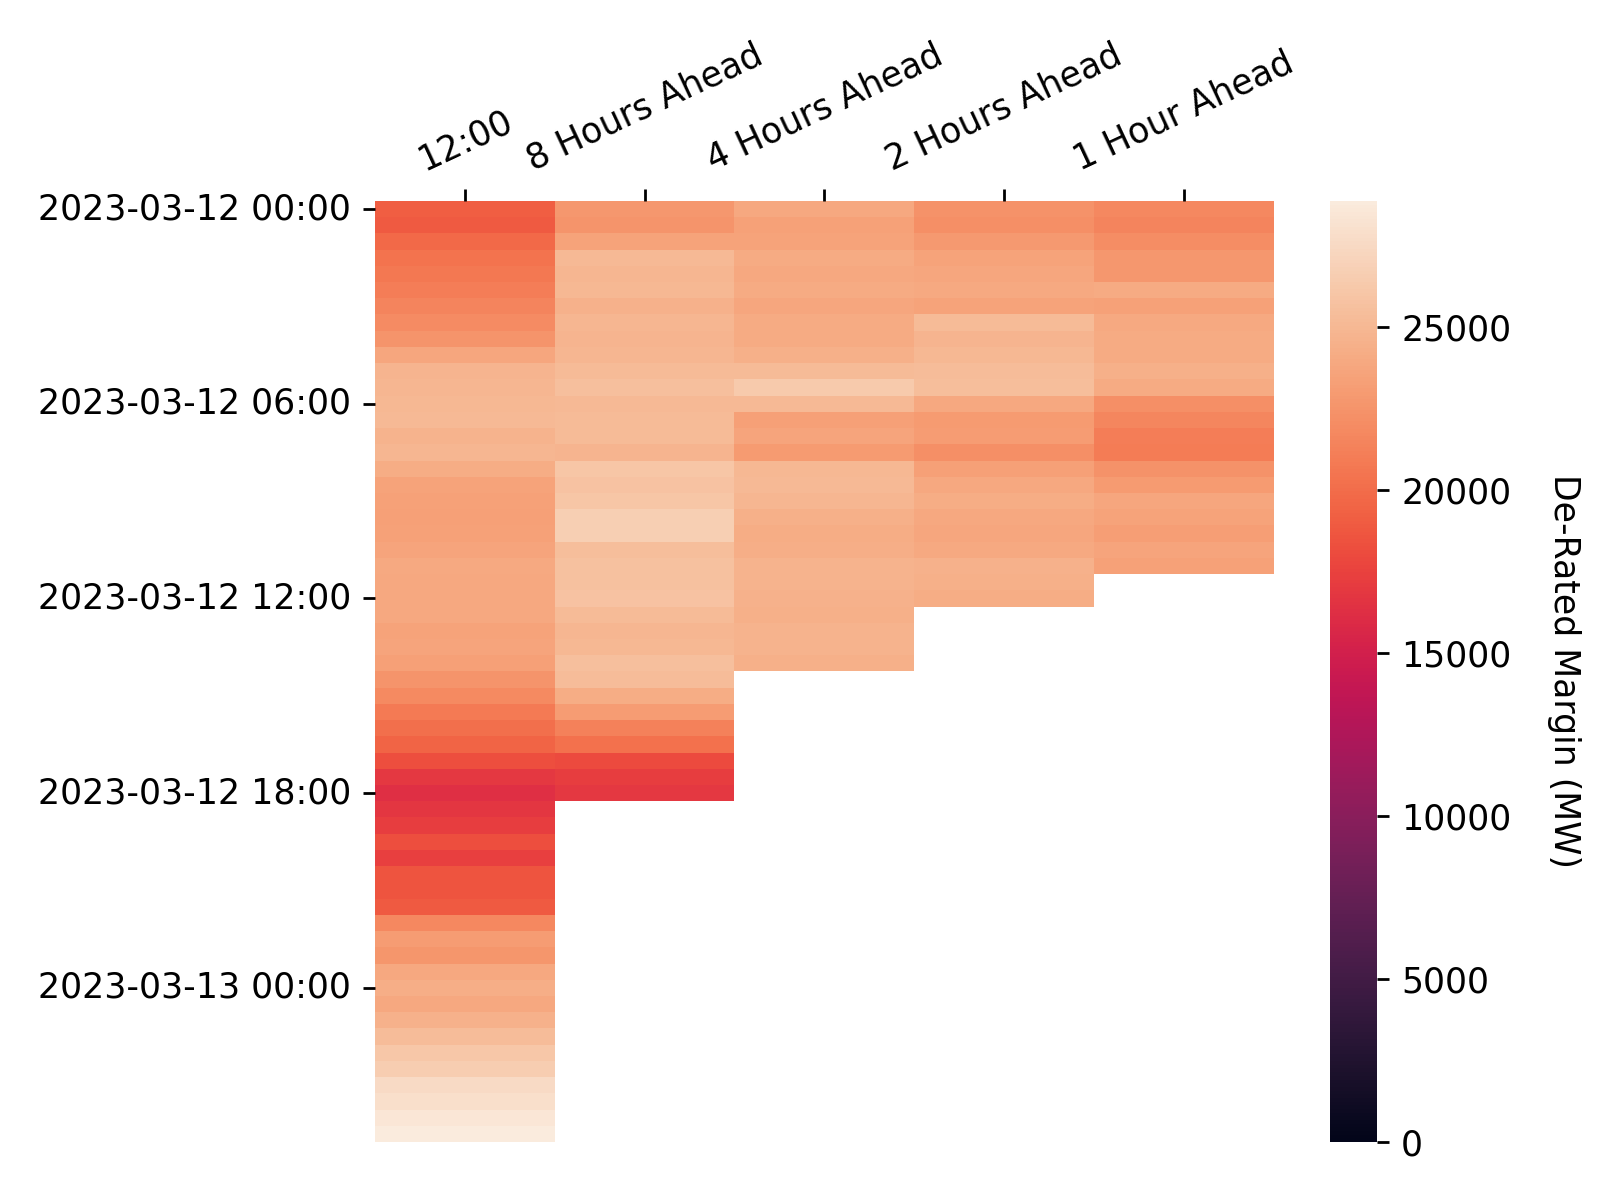 12:00
8 Hours Ahead
4 Hours Ahead
2 Hours Ahead
1 Hour Ahead
2023-03-12 00:00
2023-03-12 06:00
2023-03-12 12:00
2023-03-12 18:00
2023-03-13 00:00
25000
20000
15000
10000
5000
0
De-Rated Margin (MW)